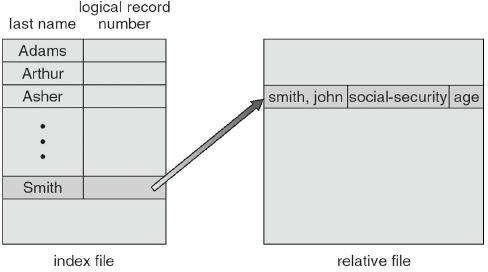 logical record
last name number
Adams
Arthur
Asher
Smith
smith, john social-security age
index file
relative file